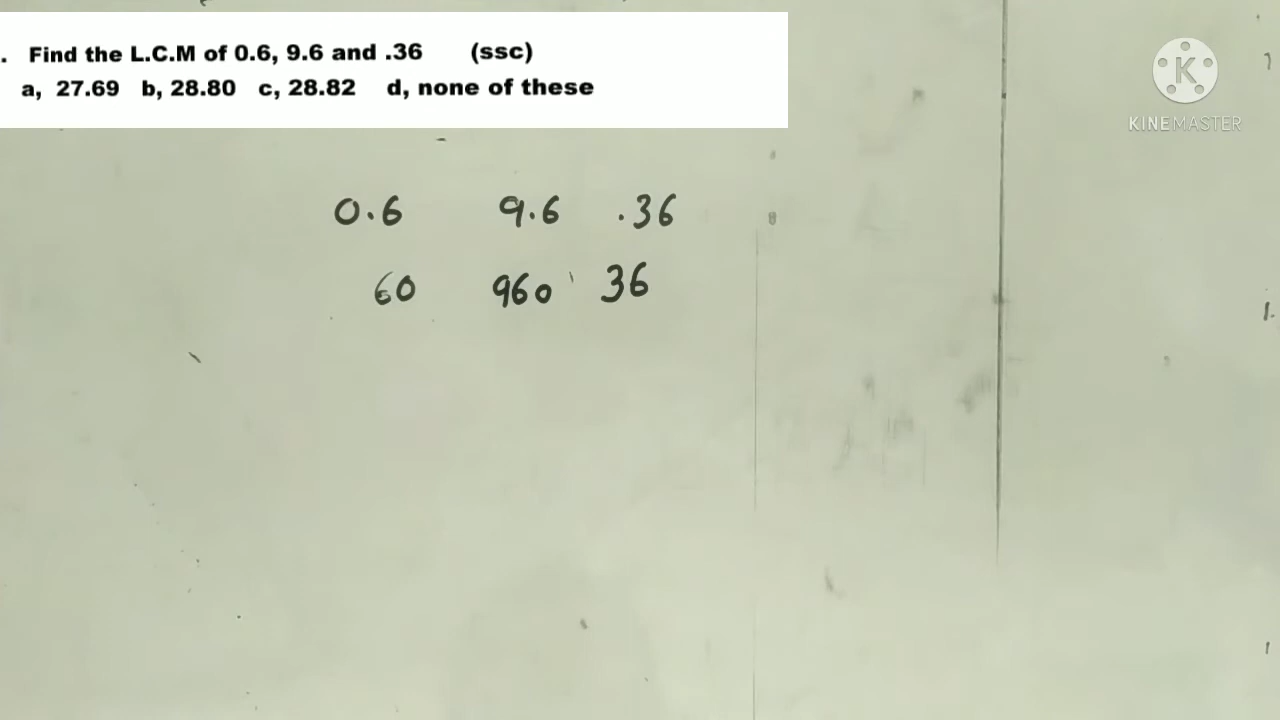 . Find the L.C.M of 0.6, 9.6 and .36 (ssc)
a, 27.69 b, 28.80 c, 28.82 d, none of these
K
KINEMASTER
0.6 9.6 .36
60 960 36